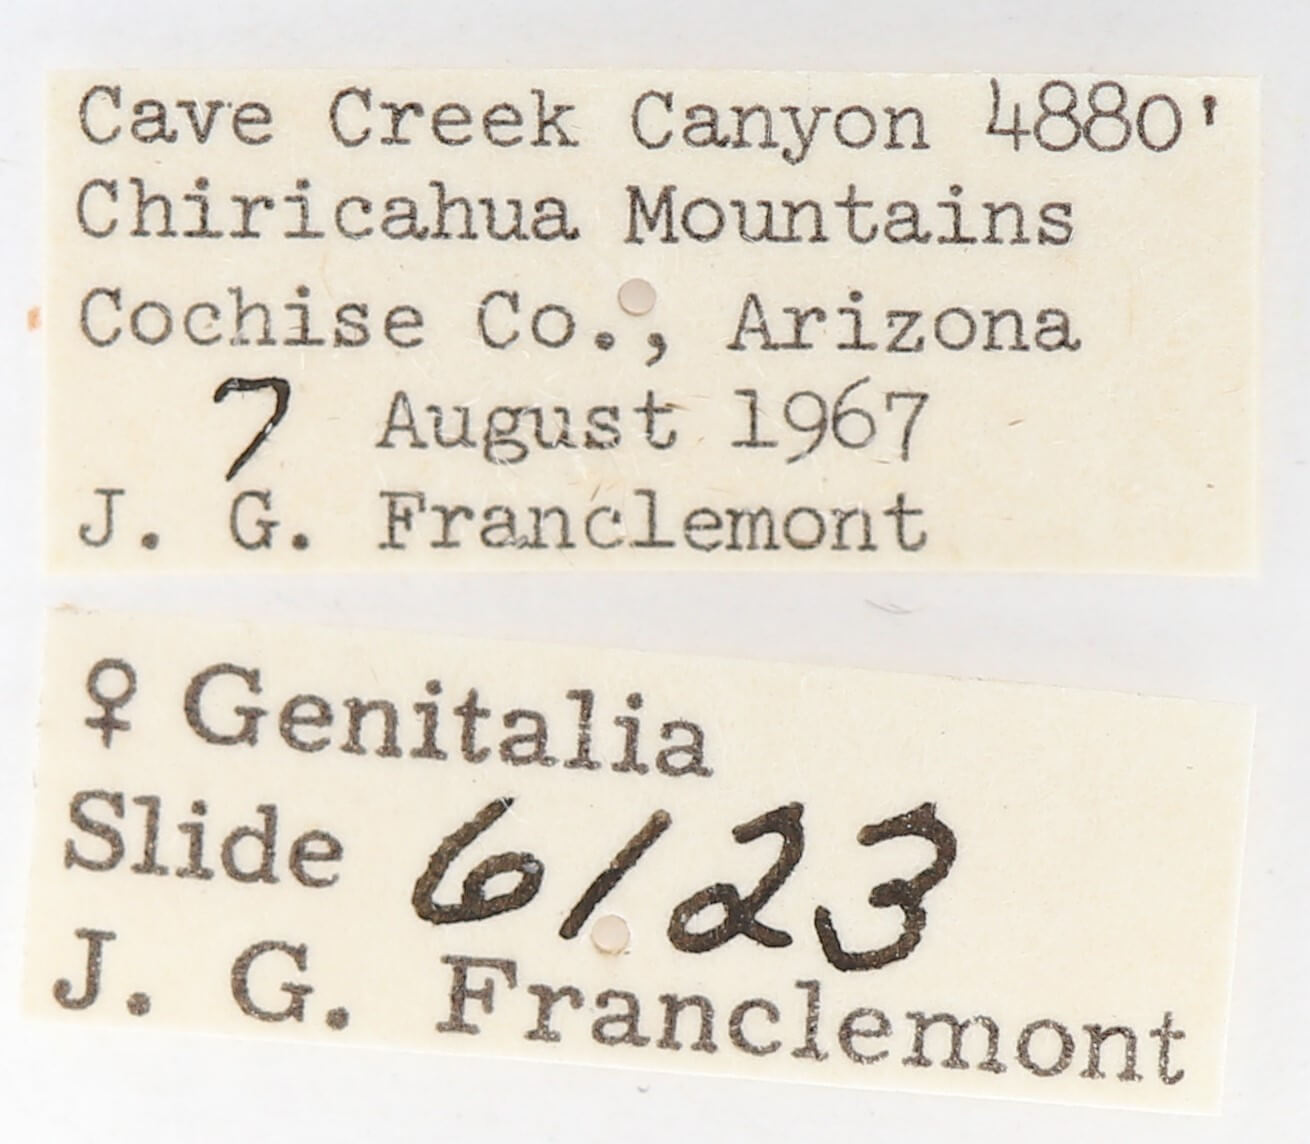 Cave Creek Canyon 4880'
Chiricahua Mountains
Cochise Co., Arizona
7 August 1967
J. G. Franclemont
♀ Genitalia
Slide 6123
J. G. Franclemont